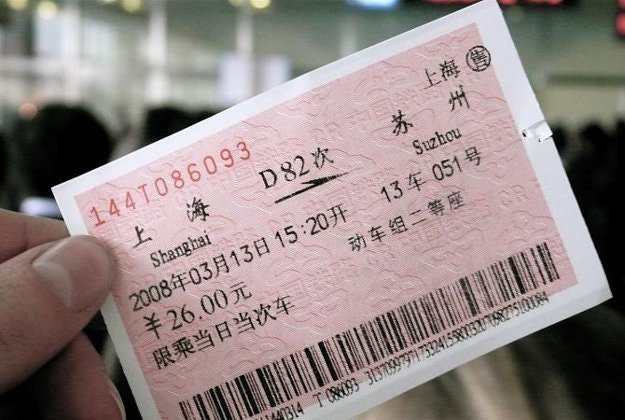 144T086093
上海 售
上海 D82次 苏州
Shanghai Suzhou
2008年03月13日 15:20开 13车 051号
￥26.00元 动车组二等座
限乘当日当次车
T 086093